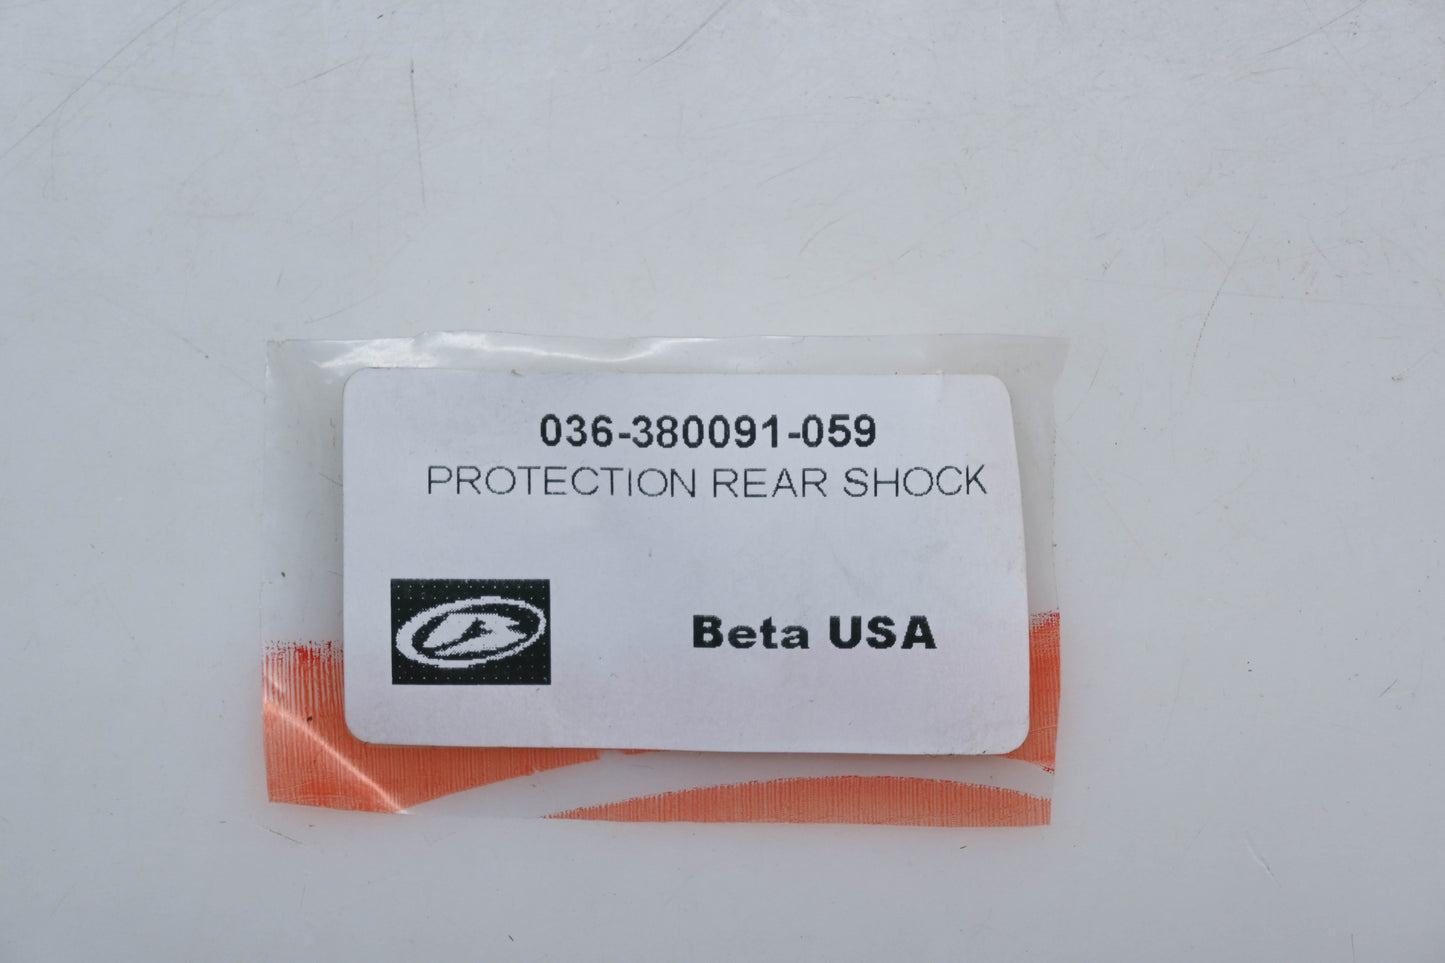 036-380091-059
PROTECTION REAR SHOCK
Beta USA